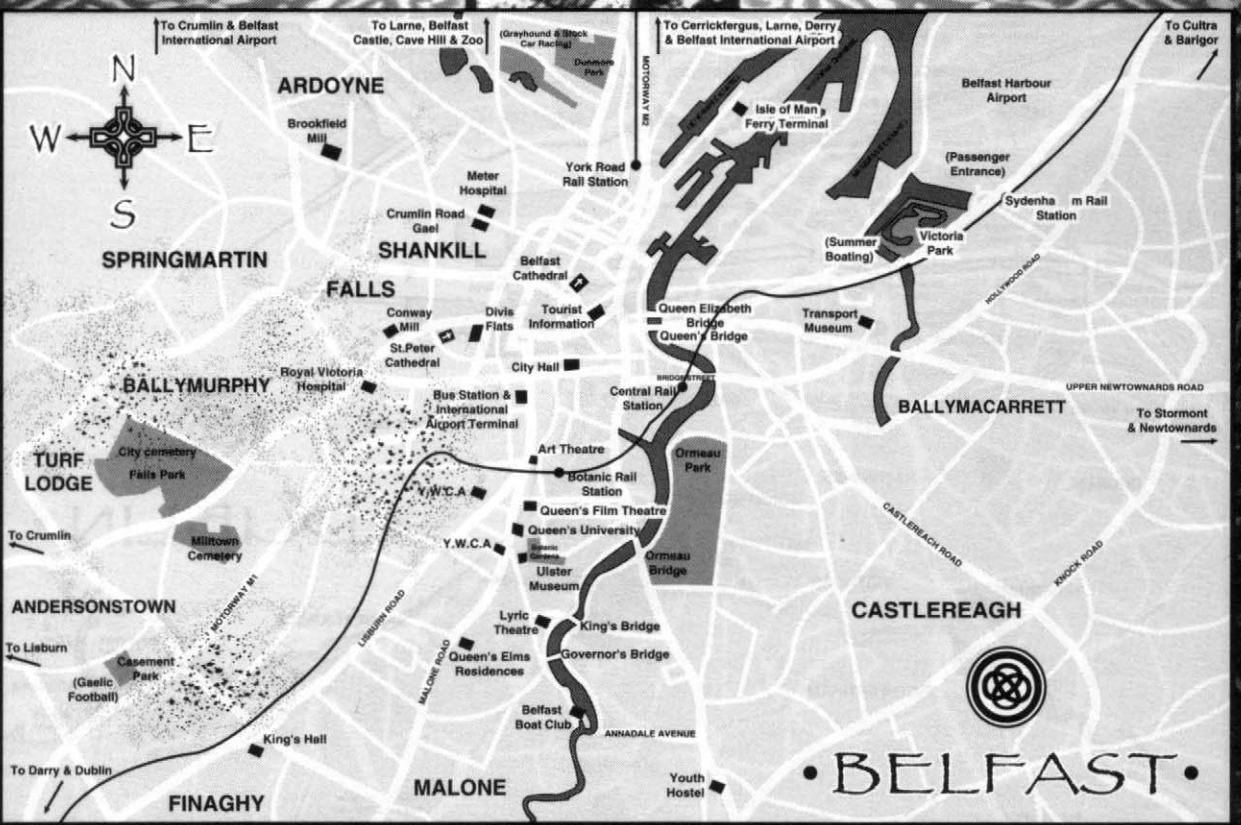 To Crumlin & Belfast
International Airport
To Larne, Belfast
Castle, Cave Hill & Zoo
(Grayhound & Stock
Car Racing)
Dunmore
Park
MOTORWAY M2
To Cerrickfergus, Larne, Derry
& Belfast International Airport
To Cultra
& Barigor
N
W
E
S
ARDOYNE
Brookfield
Mill
Belfast Harbour
Airport
Isle of Man
Ferry Terminal
York Road
Rail Station
(Passenger
Entrance)
Meter
Hospital
Crumlin Road
Gael
Sydenha m Rail
Station
SPRINGMARTIN
SHANKILL
(Summer
Boating)
Victoria
Park
Belfast
Cathedral
HOLLYWOOD ROAD
FALLS
Conway
Mill
Divis
Flats
Tourist
Information
Queen Elizabeth
Bridge
Queen's Bridge
Transport
Museum
St.Peter
Cathedral
City Hall
BALLYMURPHY
Royal Victoria
Hospital
BRIDGE STREET
Central Rail
Station
UPPER NEWTOWNARDS ROAD
Bus Station &
International
Airport Terminal
BALLYMACARRETT
To Stormont
& Newtownards
TURF
LODGE
City cemetery
Falls Park
Art Theatre
Ormeau
Park
Botanic Rail
Station
Y.W.C.A
Queen's Film Theatre
Queen's University
CASTLEREACH ROAD
To Crumlin
Milltown
Cemetery
Y.W.C.A
Botanic
Gardens
Ulster
Museum
Ormeau
Bridge
KNOCK ROAD
ANDERSONSTOWN
MOTORWAY M1
LISBURN ROAD
CASTLEREAGH
Lyric
Theatre
King's Bridge
To Lisburn
Casement
Park
(Gaelic
Football)
MALONE ROAD
Queen's Elms
Residences
Governor's Bridge
Belfast
Boat Club
ANNADALE AVENUE
King's Hall
To Darry & Dublin
FINAGHY
MALONE
Youth
Hostel
• BELFAST •